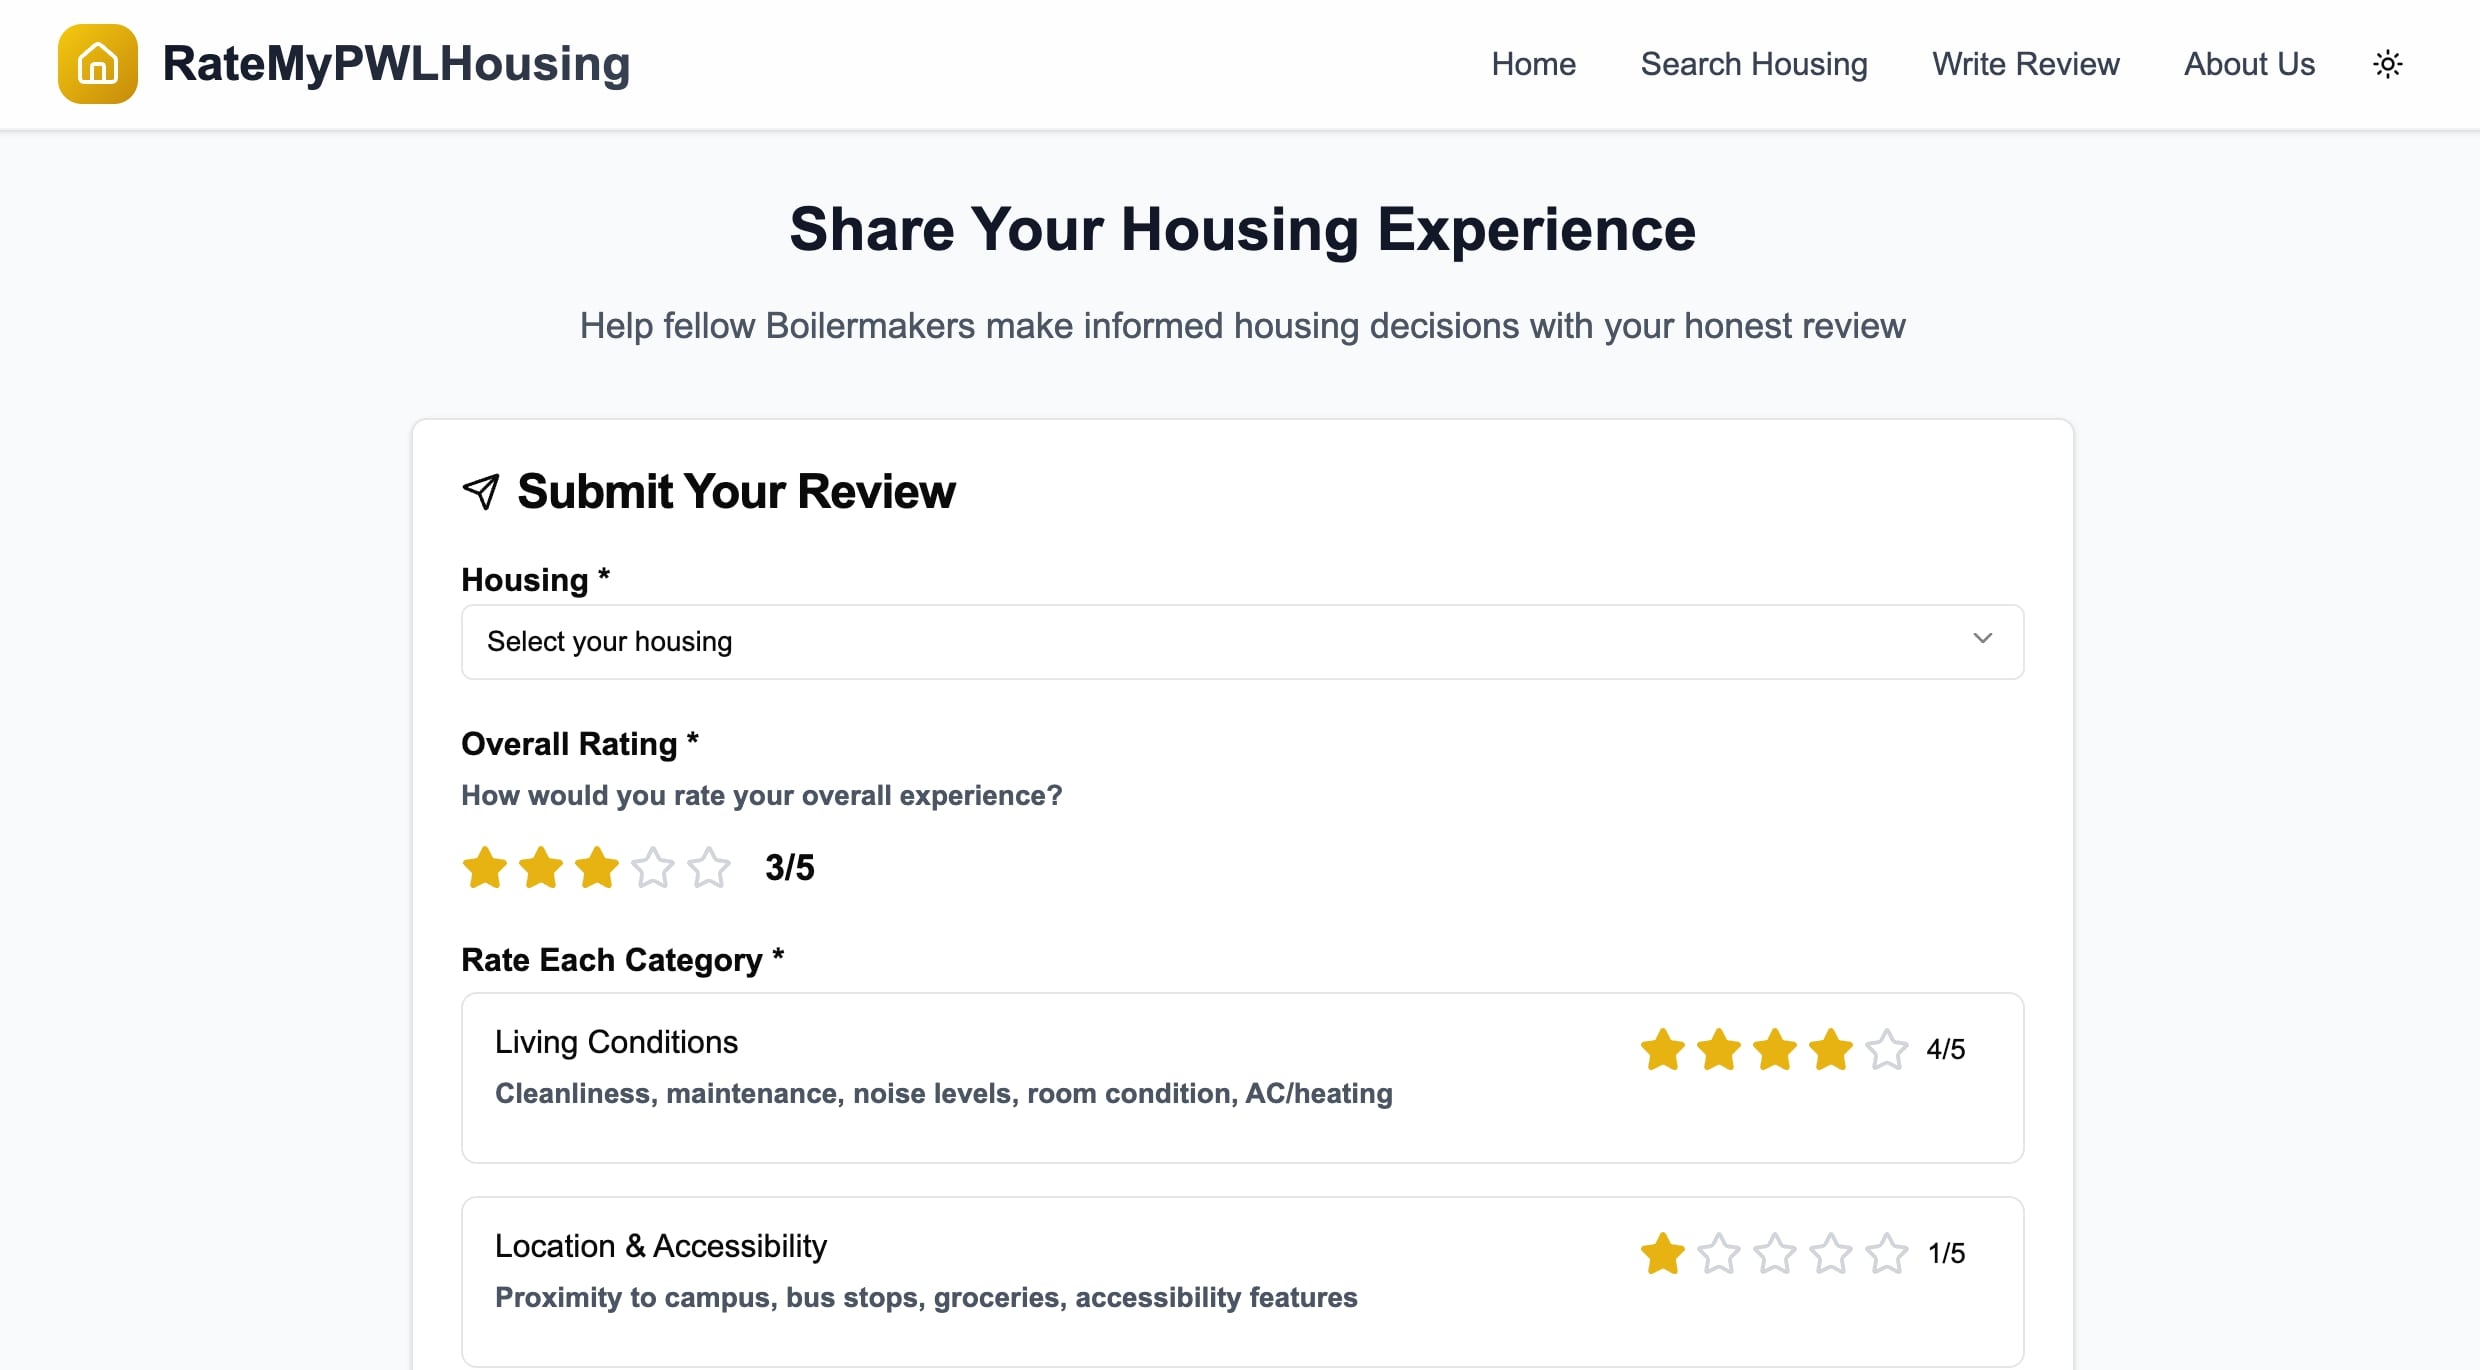 RateMyPWLHousing
Home
Search Housing
Write Review
About Us
Share Your Housing Experience
Help fellow Boilermakers make informed housing decisions with your honest review
Submit Your Review
Housing *
Select your housing
Overall Rating *
How would you rate your overall experience?
3/5
Rate Each Category *
Living Conditions
4/5
Cleanliness, maintenance, noise levels, room condition, AC/heating
Location & Accessibility
1/5
Proximity to campus, bus stops, groceries, accessibility features